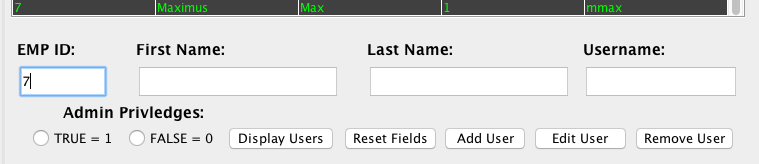 7 Maximus Max 1 mmax
EMP ID: First Name: Last Name: Username:
7
Admin Privledges:
TRUE = 1 FALSE = 0 Display Users Reset Fields Add User Edit User Remove User